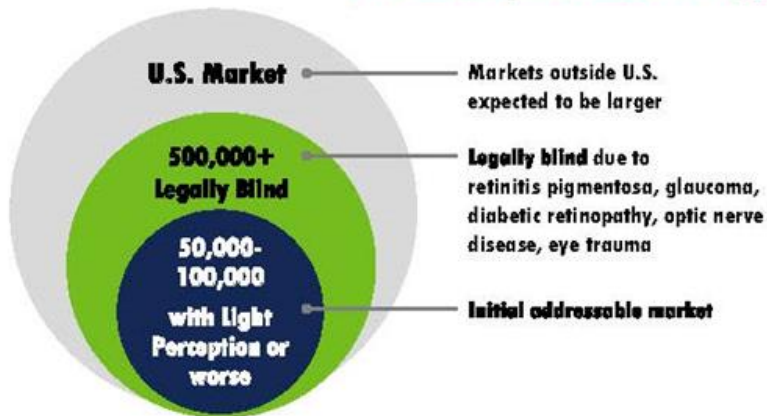 U.S. Market
Markets outside U.S.
expected to be larger
500,000+
Legally Blind
Legally blind due to
retinitis pigmentosa, glaucoma,
diabetic retinopathy, optic nerve
disease, eye trauma
50,000-
100,000
with Light
Perception or
worse
Initial addressable market